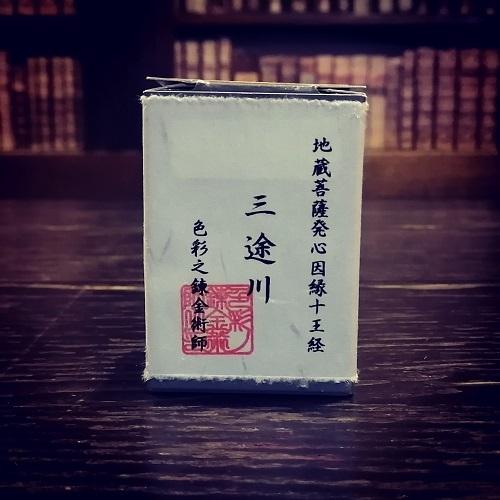 地蔵菩薩発心因縁十王経
三途川
色彩之錬金術師